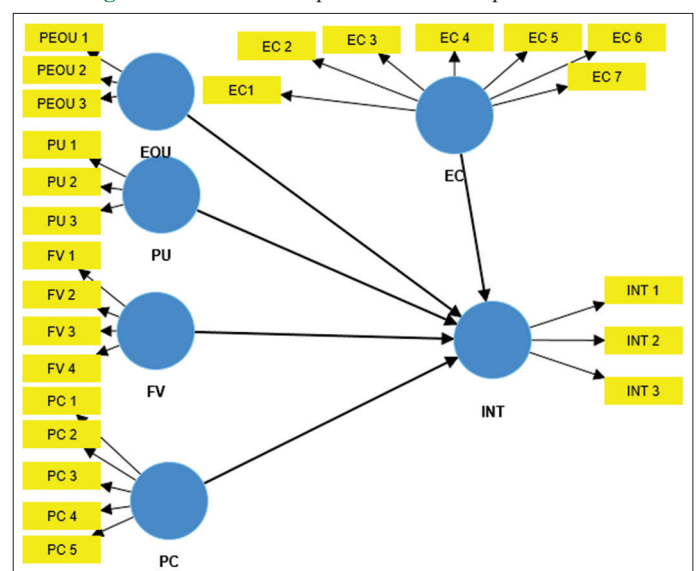 PEOU 1
PEOU 2
PEOU 3
EOU
PU 1
PU 2
PU 3
PU
FV 1
FV 2
FV 3
FV 4
FV
PC 1
PC 2
PC 3
PC 4
PC 5
PC
EC1
EC 2
EC 3
EC 4
EC 5
EC 6
EC 7
EC
INT 1
INT 2
INT 3
INT